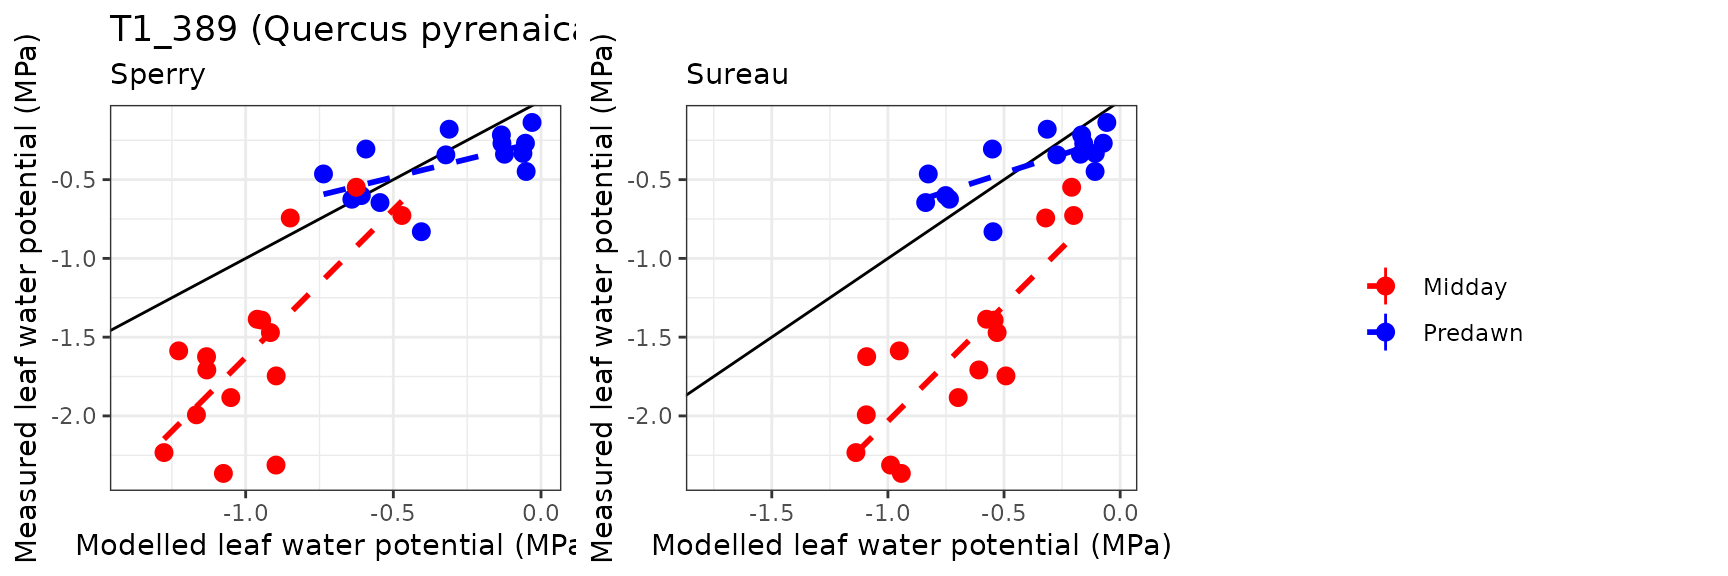 T1_389 (Quercus pyrenaica
Sperry
Measured leaf water potential (MPa)
-0.5
-1.0
-1.5
-2.0
-1.0
-0.5
0.0
Modelled leaf water potential (MPa
Sureau
Measured leaf water potential (MPa)
-0.5
-1.0
-1.5
-2.0
-1.5
-1.0
-0.5
0.0
Modelled leaf water potential (MPa)
Midday
Predawn